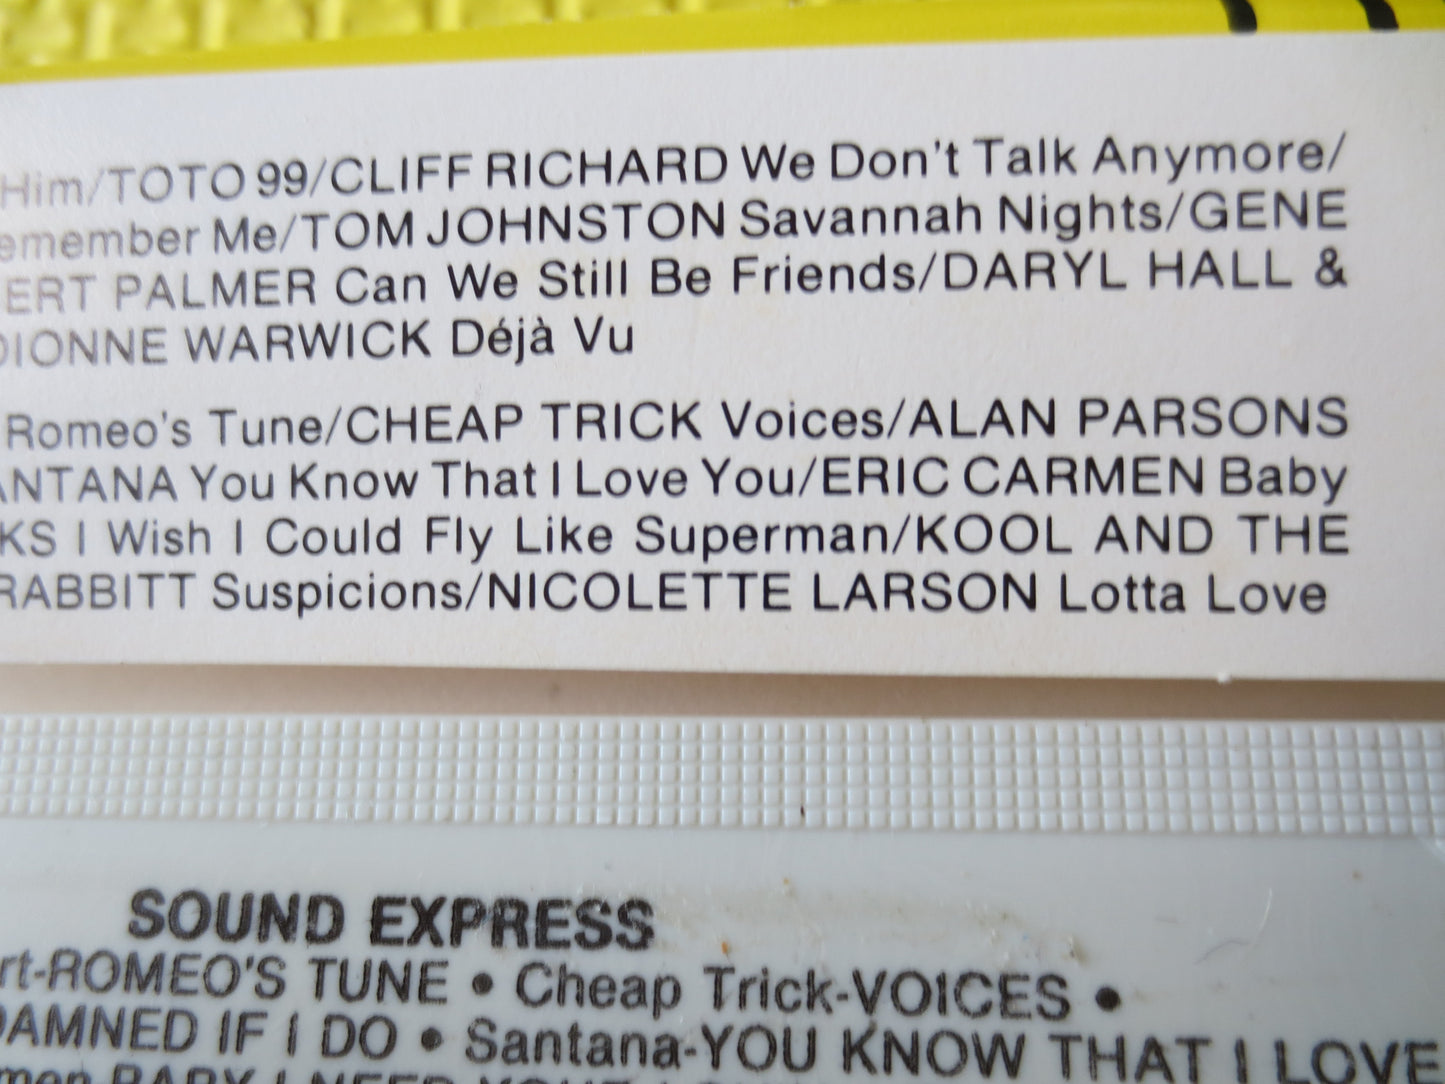 Him/TOTO 99/CLIFF RICHARD We Don't Talk Anymore/
emember Me/TOM JOHNSTON Savannah Nights/GENE
ERT PALMER Can We Still Be Friends/DARYL HALL &
DIONNE WARWICK Déjà Vu
Romeo's Tune/CHEAP TRICK Voices/ALAN PARSONS
ANTANA You Know That I Love You/ERIC CARMEN Baby
KS I Wish I Could Fly Like Superman/KOOL AND THE
RABBITT Suspicions/NICOLETTE LARSON Lotta Love
SOUND EXPRESS
rt-ROMEO'S TUNE • Cheap Trick-VOICES •
DAMNED IF I DO • Santana-YOU KNOW THAT I LOVE
men BABY I NEED